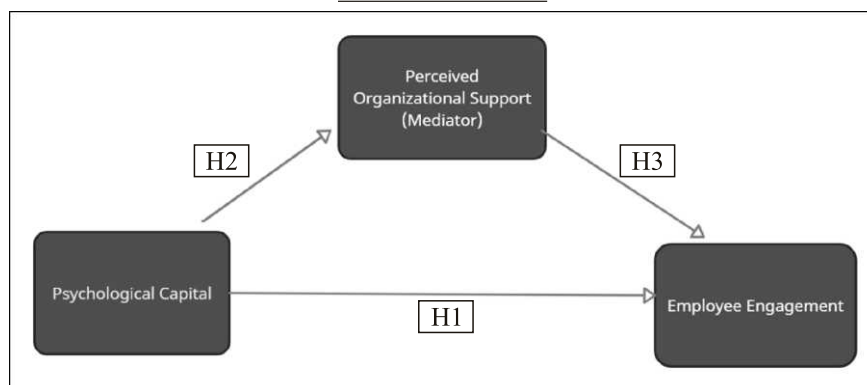 Perceived
Organizational Support
(Mediator)
H2
H3
Psychological Capital
H1
Employee Engagement